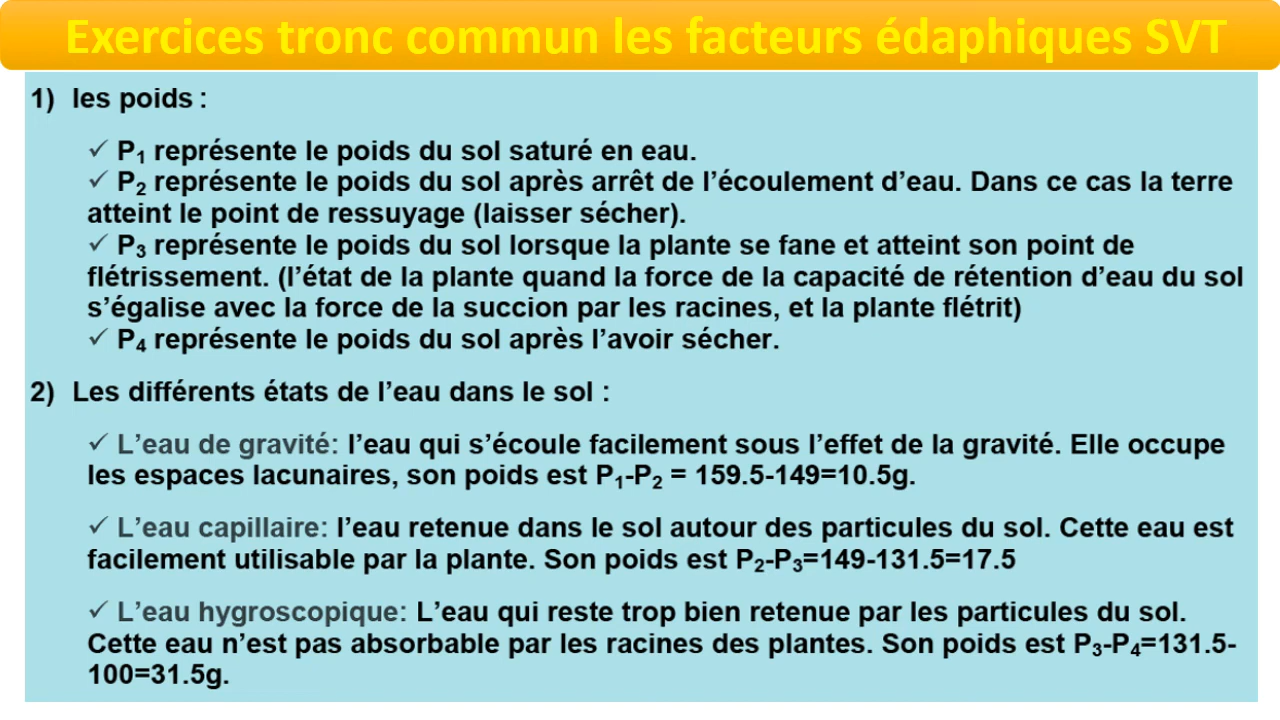 Exercices tronc commun les facteurs édaphiques SVT
1) les poids :
✓ P₁ représente le poids du sol saturé en eau.
✓ P₂ représente le poids du sol après arrêt de l’écoulement d’eau. Dans ce cas la terre
atteint le point de ressuyage (laisser sécher).
✓ P₃ représente le poids du sol lorsque la plante se fane et atteint son point de
flétrissement. (l’état de la plante quand la force de la capacité de rétention d’eau du sol
s’égalise avec la force de la succion par les racines, et la plante flétrit)
✓ P₄ représente le poids du sol après l’avoir sécher.
2) Les différents états de l’eau dans le sol :
✓ L’eau de gravité: l’eau qui s’écoule facilement sous l’effet de la gravité. Elle occupe
les espaces lacunaires, son poids est P₁-P₂ = 159.5-149=10.5g.
✓ L’eau capillaire: l’eau retenue dans le sol autour des particules du sol. Cette eau est
facilement utilisable par la plante. Son poids est P₂-P₃=149-131.5=17.5
✓ L’eau hygroscopique: L’eau qui reste trop bien retenue par les particules du sol.
Cette eau n’est pas absorbable par les racines des plantes. Son poids est P₃-P₄=131.5-
100=31.5g.